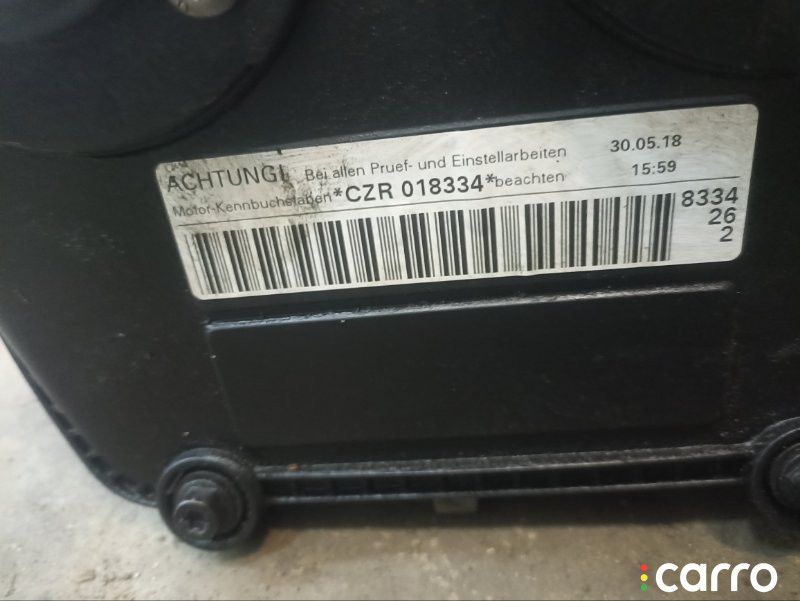 ACHTUNG! Bei allen Pruef- und Einstellarbeiten 30.05.18
Motor-Kennbuchstaben *CZR 018334* beachten 15:59
8334
26
2
carro